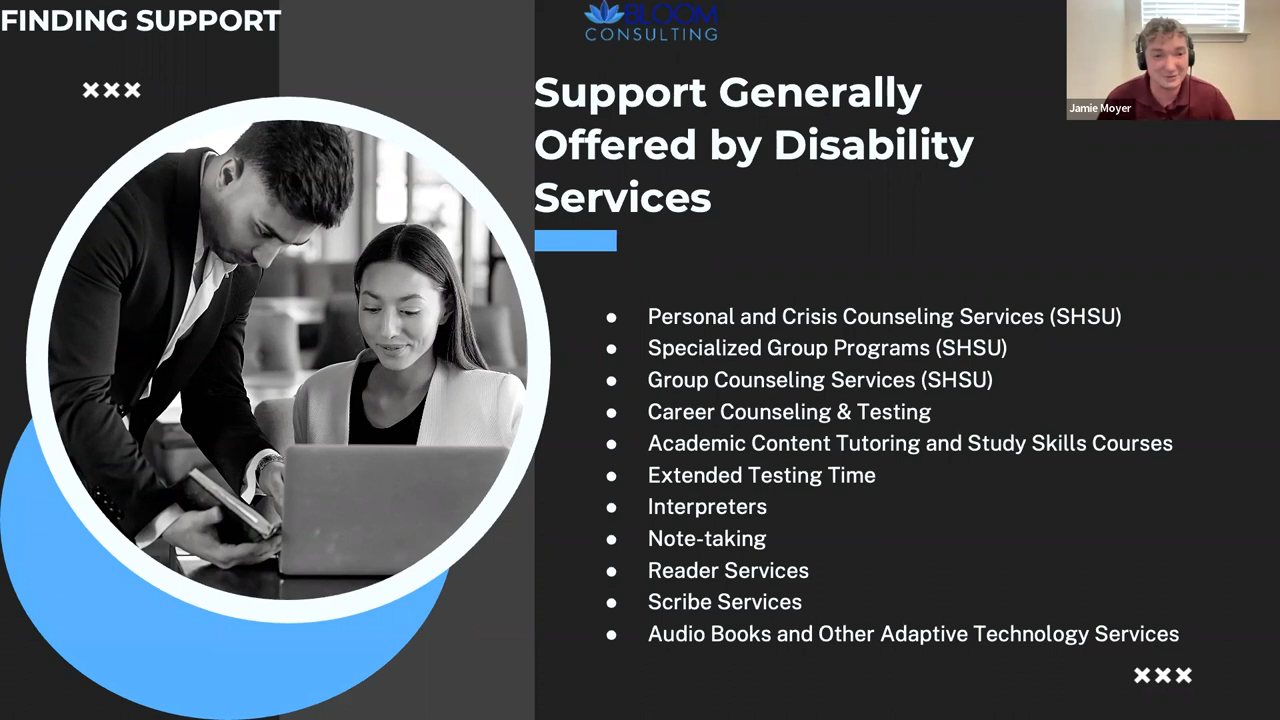 FINDING SUPPORT
BLOOM
CONSULTING
Jamie Moyer
Support Generally
Offered by Disability
Services
● Personal and Crisis Counseling Services (SHSU)
● Specialized Group Programs (SHSU)
● Group Counseling Services (SHSU)
● Career Counseling & Testing
● Academic Content Tutoring and Study Skills Courses
● Extended Testing Time
● Interpreters
● Note-taking
● Reader Services
● Scribe Services
● Audio Books and Other Adaptive Technology Services